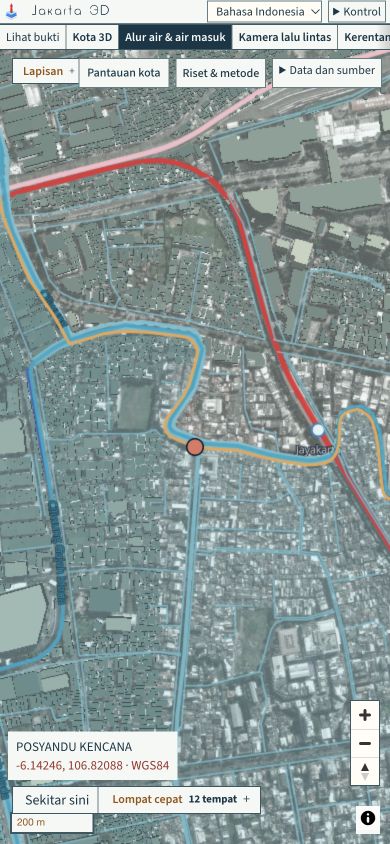 Jakarta 3D
Bahasa Indonesia
▶ Kontrol
Lihat bukti
Kota 3D
Alur air & air masuk
Kamera lalu lintas
Kerentan
Lapisan +
Pantauan kota
Riset & metode
▶ Data dan sumber
Jayakar
POSYANDU KENCANA
-6.14246, 106.82088 · WGS84
Sekitar sini
Lompat cepat 12 tempat +
200 m